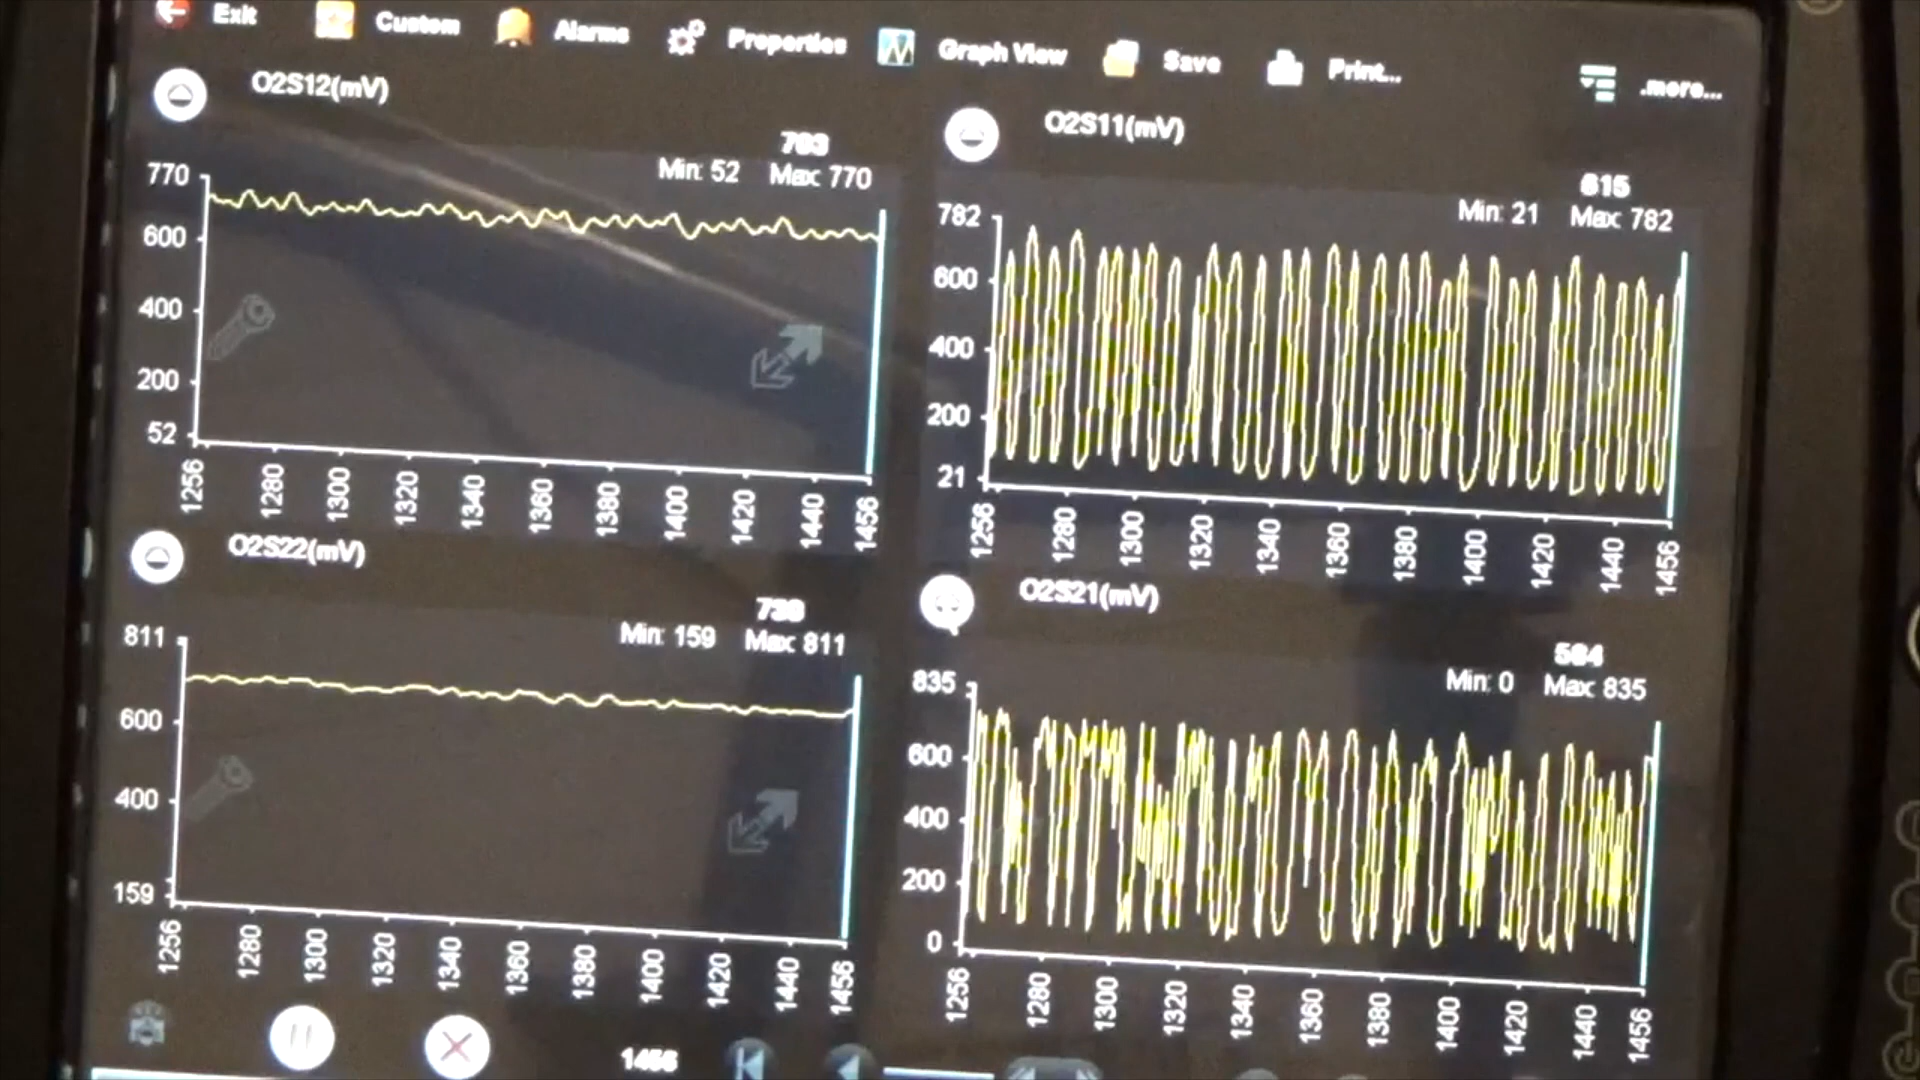 Exit Custom Alarms Properties Graph View Save Print... .more...
O2S12(mV)
703
Min: 52 Max: 770
770
600
400
200
52
1256 1280 1300 1320 1340 1360 1380 1400 1420 1440 1456
O2S11(mV)
615
Min: 21 Max: 782
782
600
400
200
21
1256 1280 1300 1320 1340 1360 1380 1400 1420 1440 1456
O2S22(mV)
Min: 159 Max: 811
811
600
400
159
1256 1280 1300 1320 1340 1360 1380 1400 1420 1440 1456
O2S21(mV)
Min: 0 Max: 835
835
600
400
200
0
1256 1280 1300 1320 1340 1360 1380 1400 1420 1440 1456
1456